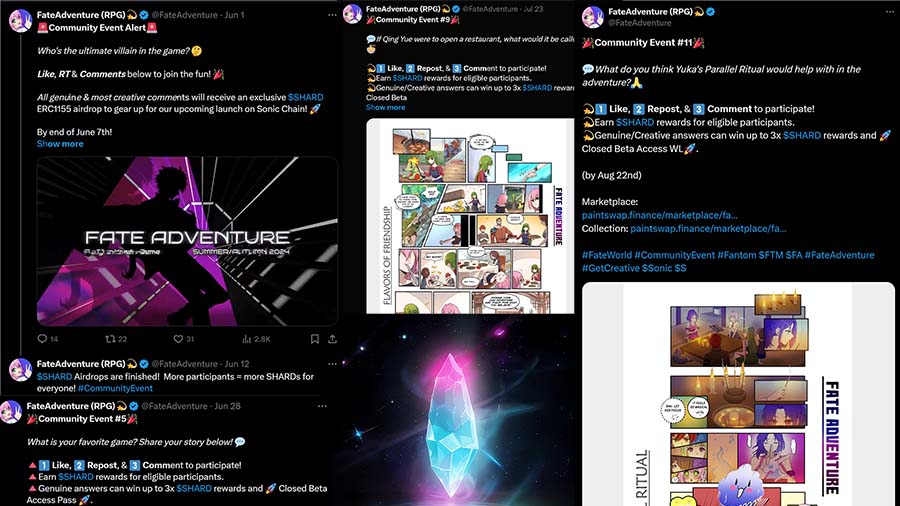 FateAdventure (RPG)💫 @FateAdventure · Jun 1
🚨Community Event Alert🚨
Who's the ultimate villain in the game? 🤔
Like, RT & Comments below to join the fun! 🎉
All genuine & most creative comments will receive an exclusive $SHARD
ERC1155 airdrop to gear up for our upcoming launch on Sonic Chain! 🚀
By end of June 7th!
Show more
FATE ADVENTURE
SUMMER/AUTUMN 2024
14 22 31 2.8K
FateAdventure (RPG)💫 @FateAdventure · Jun 12
$SHARD Airdrops are finished! More participants = more SHARDs for
everyone! #CommunityEvent
FateAdventure (RPG)💫 @FateAdventure · Jun 28
🎉Community Event #5🎉
What is your favorite game? Share your story below! 💬
🔺1️⃣ Like, 2️⃣ Repost, & 3️⃣ Comment to participate!
🔺Earn $SHARD rewards for eligible participants.
🔺Genuine answers can win up to 3x $SHARD rewards and 🚀 Closed Beta
Access Pass 🚀.
FateAdventure (RPG)💫 @FateAdventure · Jul 23
🎉Community Event #9🎉
💬If Qing Yue were to open a restaurant, what would it be
💫1️⃣ Like, 2️⃣ Repost, & 3️⃣ Comment to participate!
💫Earn $SHARD rewards for eligible participants.
💫Genuine/Creative answers can win up to 3x $SHARD
Closed Beta
Show more
FLAVORS OF FRIENDSHIP
FATE ADVENTURE
FateAdventure (RPG)💫
@FateAdventure
🎉Community Event #11🎉
💬What do you think Yuka's Parallel Ritual would help with in the
adventure?🙏
💫1️⃣ Like, 2️⃣ Repost, & 3️⃣ Comment to participate!
💫Earn $SHARD rewards for eligible participants.
💫Genuine/Creative answers can win up to 3x $SHARD rewards and 🚀
Closed Beta Access WL🚀.
(by Aug 22nd)
Marketplace:
paintswap.finance/marketplace/fa…
Collection: paintswap.finance/marketplace/fa…
#FateWorld #CommunityEvent #Fantom $FTM $FA #FateAdventure
#GetCreative $Sonic $S
RITUAL
FATE ADVENTURE